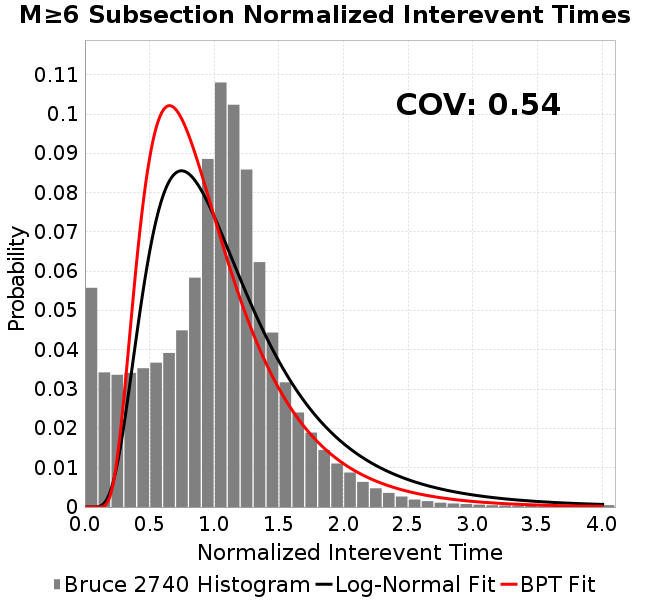 M≥6 Subsection Normalized Interevent Times
COV: 0.54
Probability
0.11
0.1
0.09
0.08
0.07
0.06
0.05
0.04
0.03
0.02
0.01
0
0.0 0.5 1.0 1.5 2.0 2.5 3.0 3.5 4.0
Normalized Interevent Time
Bruce 2740 Histogram Log-Normal Fit BPT Fit